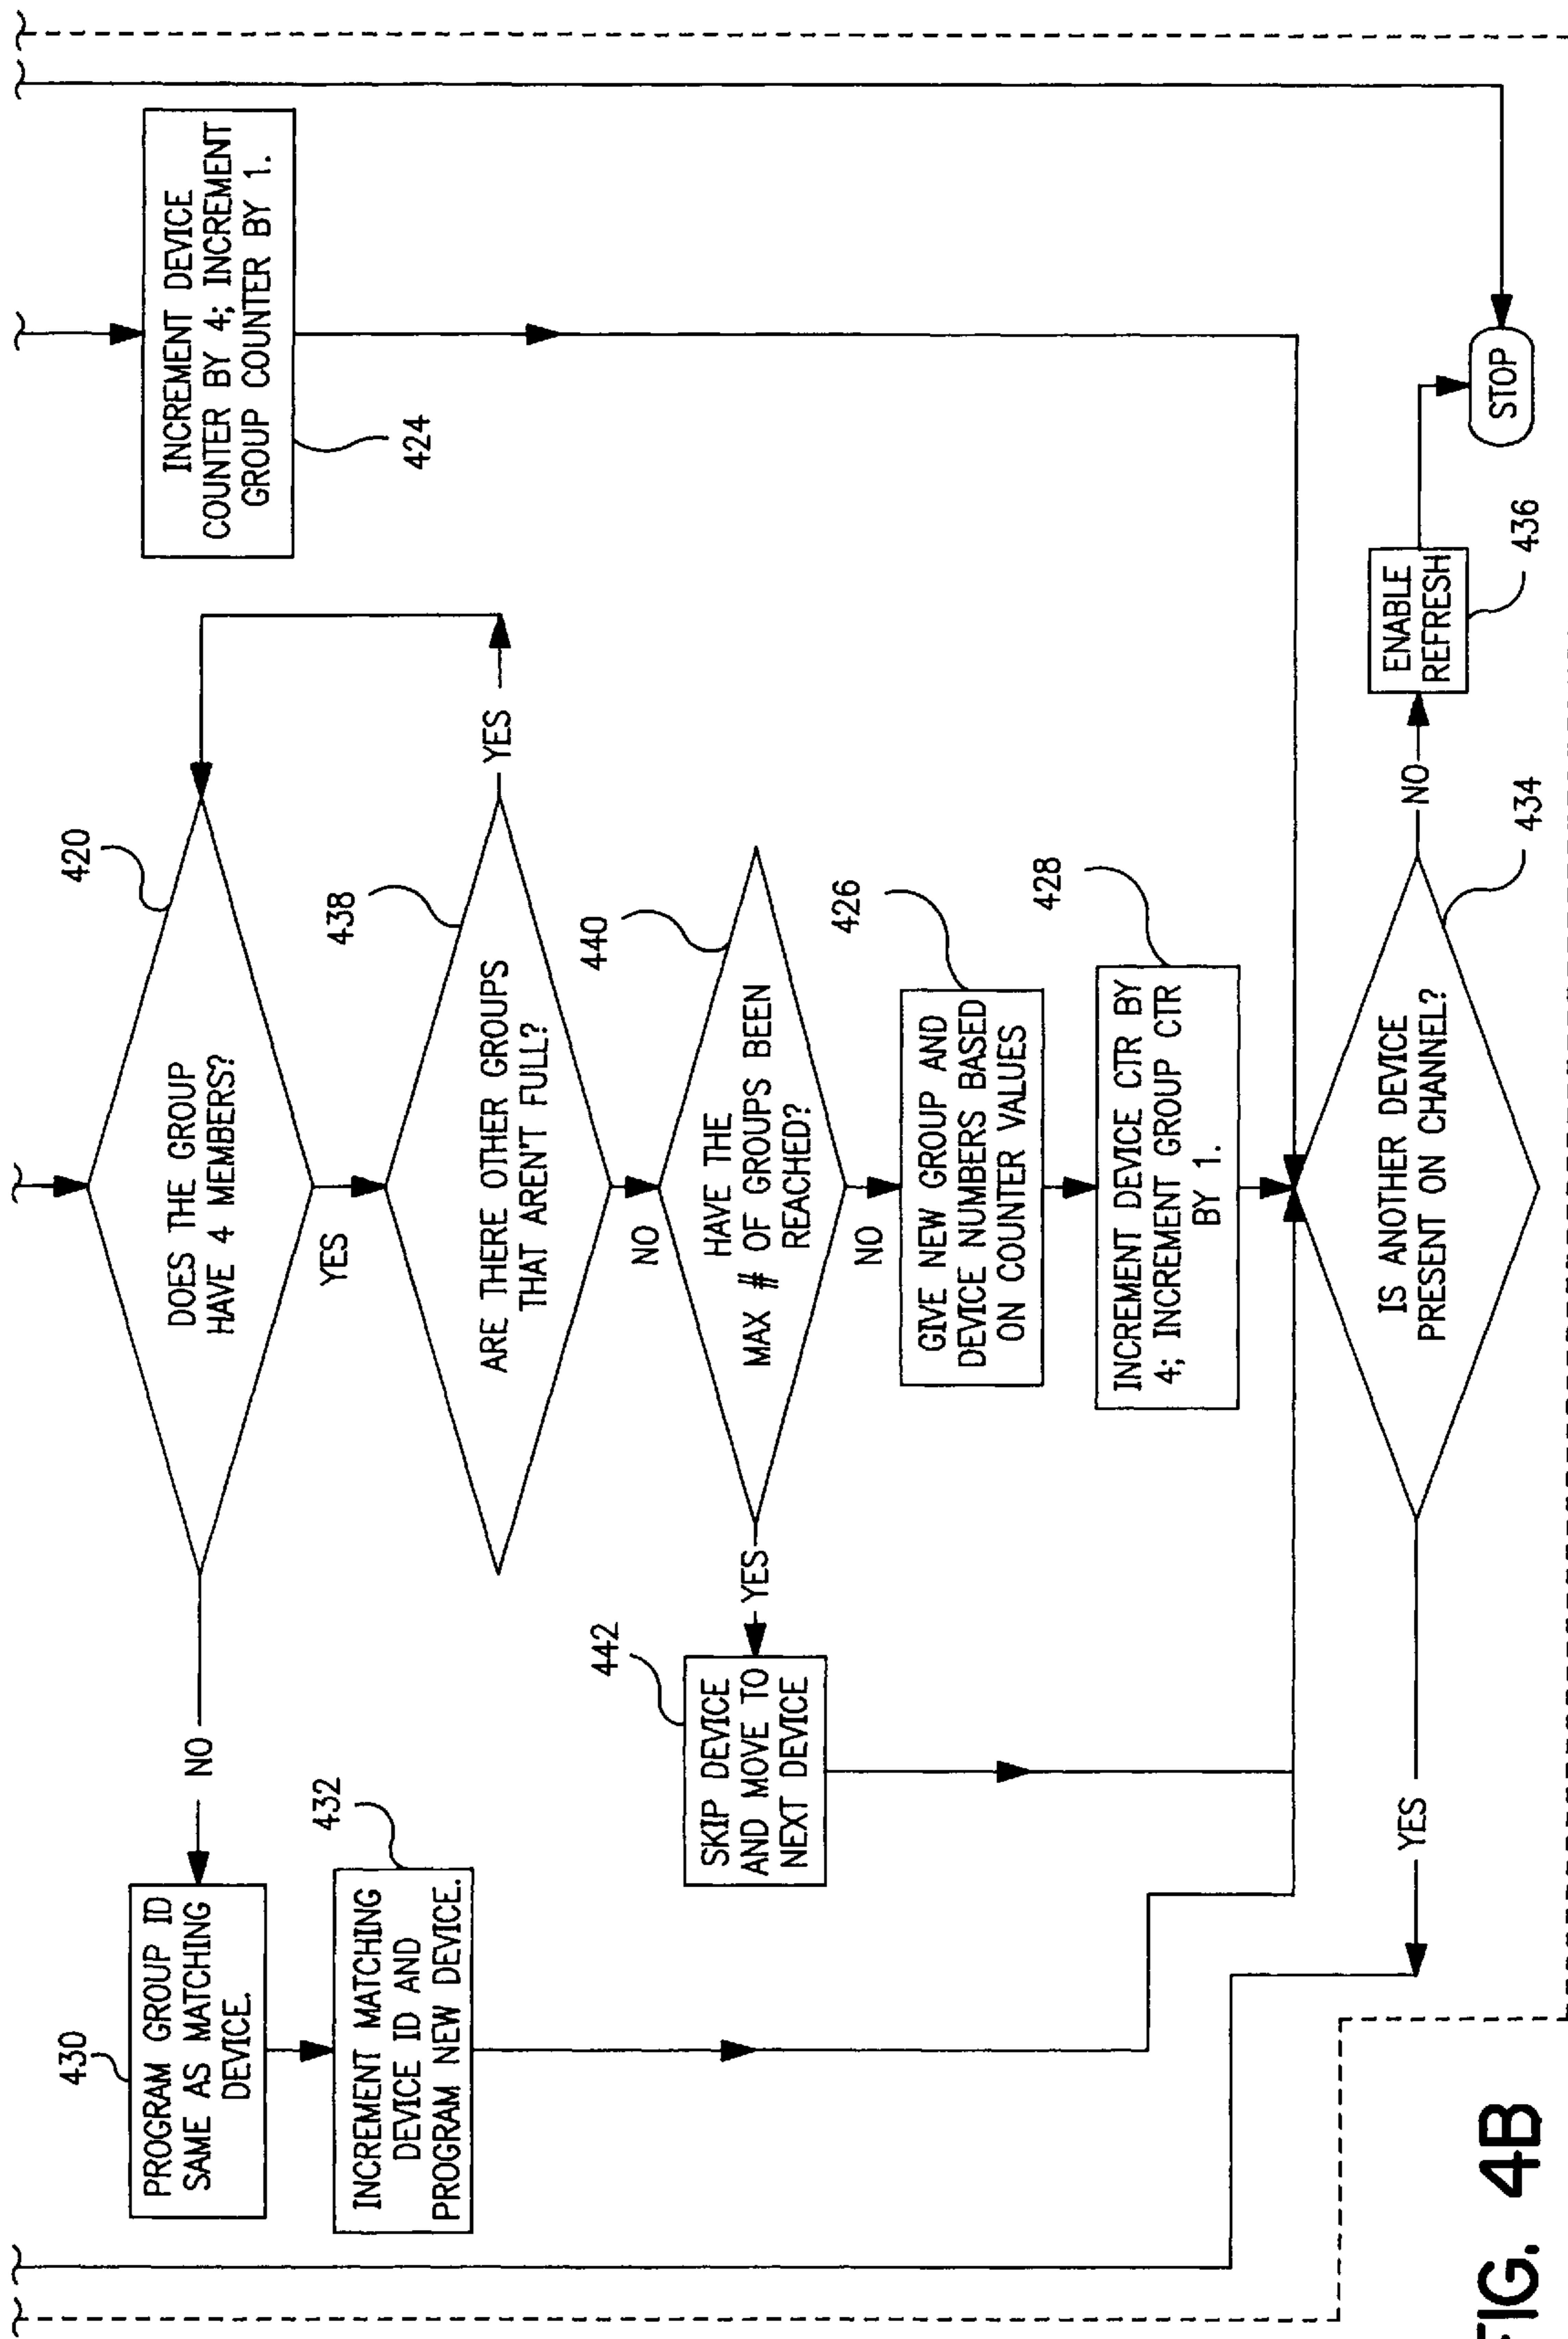 420
DOES THE GROUP
HAVE 4 MEMBERS?
NO
YES
430
PROGRAM GROUP ID
SAME AS MATCHING
DEVICE.
432
INCREMENT MATCHING
DEVICE ID AND
PROGRAM NEW DEVICE.
438
ARE THERE OTHER GROUPS
THAT AREN'T FULL?
YES
NO
440
HAVE THE
MAX # OF GROUPS BEEN
REACHED?
YES
NO
442
SKIP DEVICE
AND MOVE TO
NEXT DEVICE
426
GIVE NEW GROUP AND
DEVICE NUMBERS BASED
ON COUNTER VALUES
428
INCREMENT DEVICE CTR BY
4; INCREMENT GROUP CTR
BY 1.
INCREMENT DEVICE
COUNTER BY 4; INCREMENT
GROUP COUNTER BY 1.
424
IS ANOTHER DEVICE
PRESENT ON CHANNEL?
YES
NO
434
ENABLE
REFRESH
436
STOP
FIG. 4B